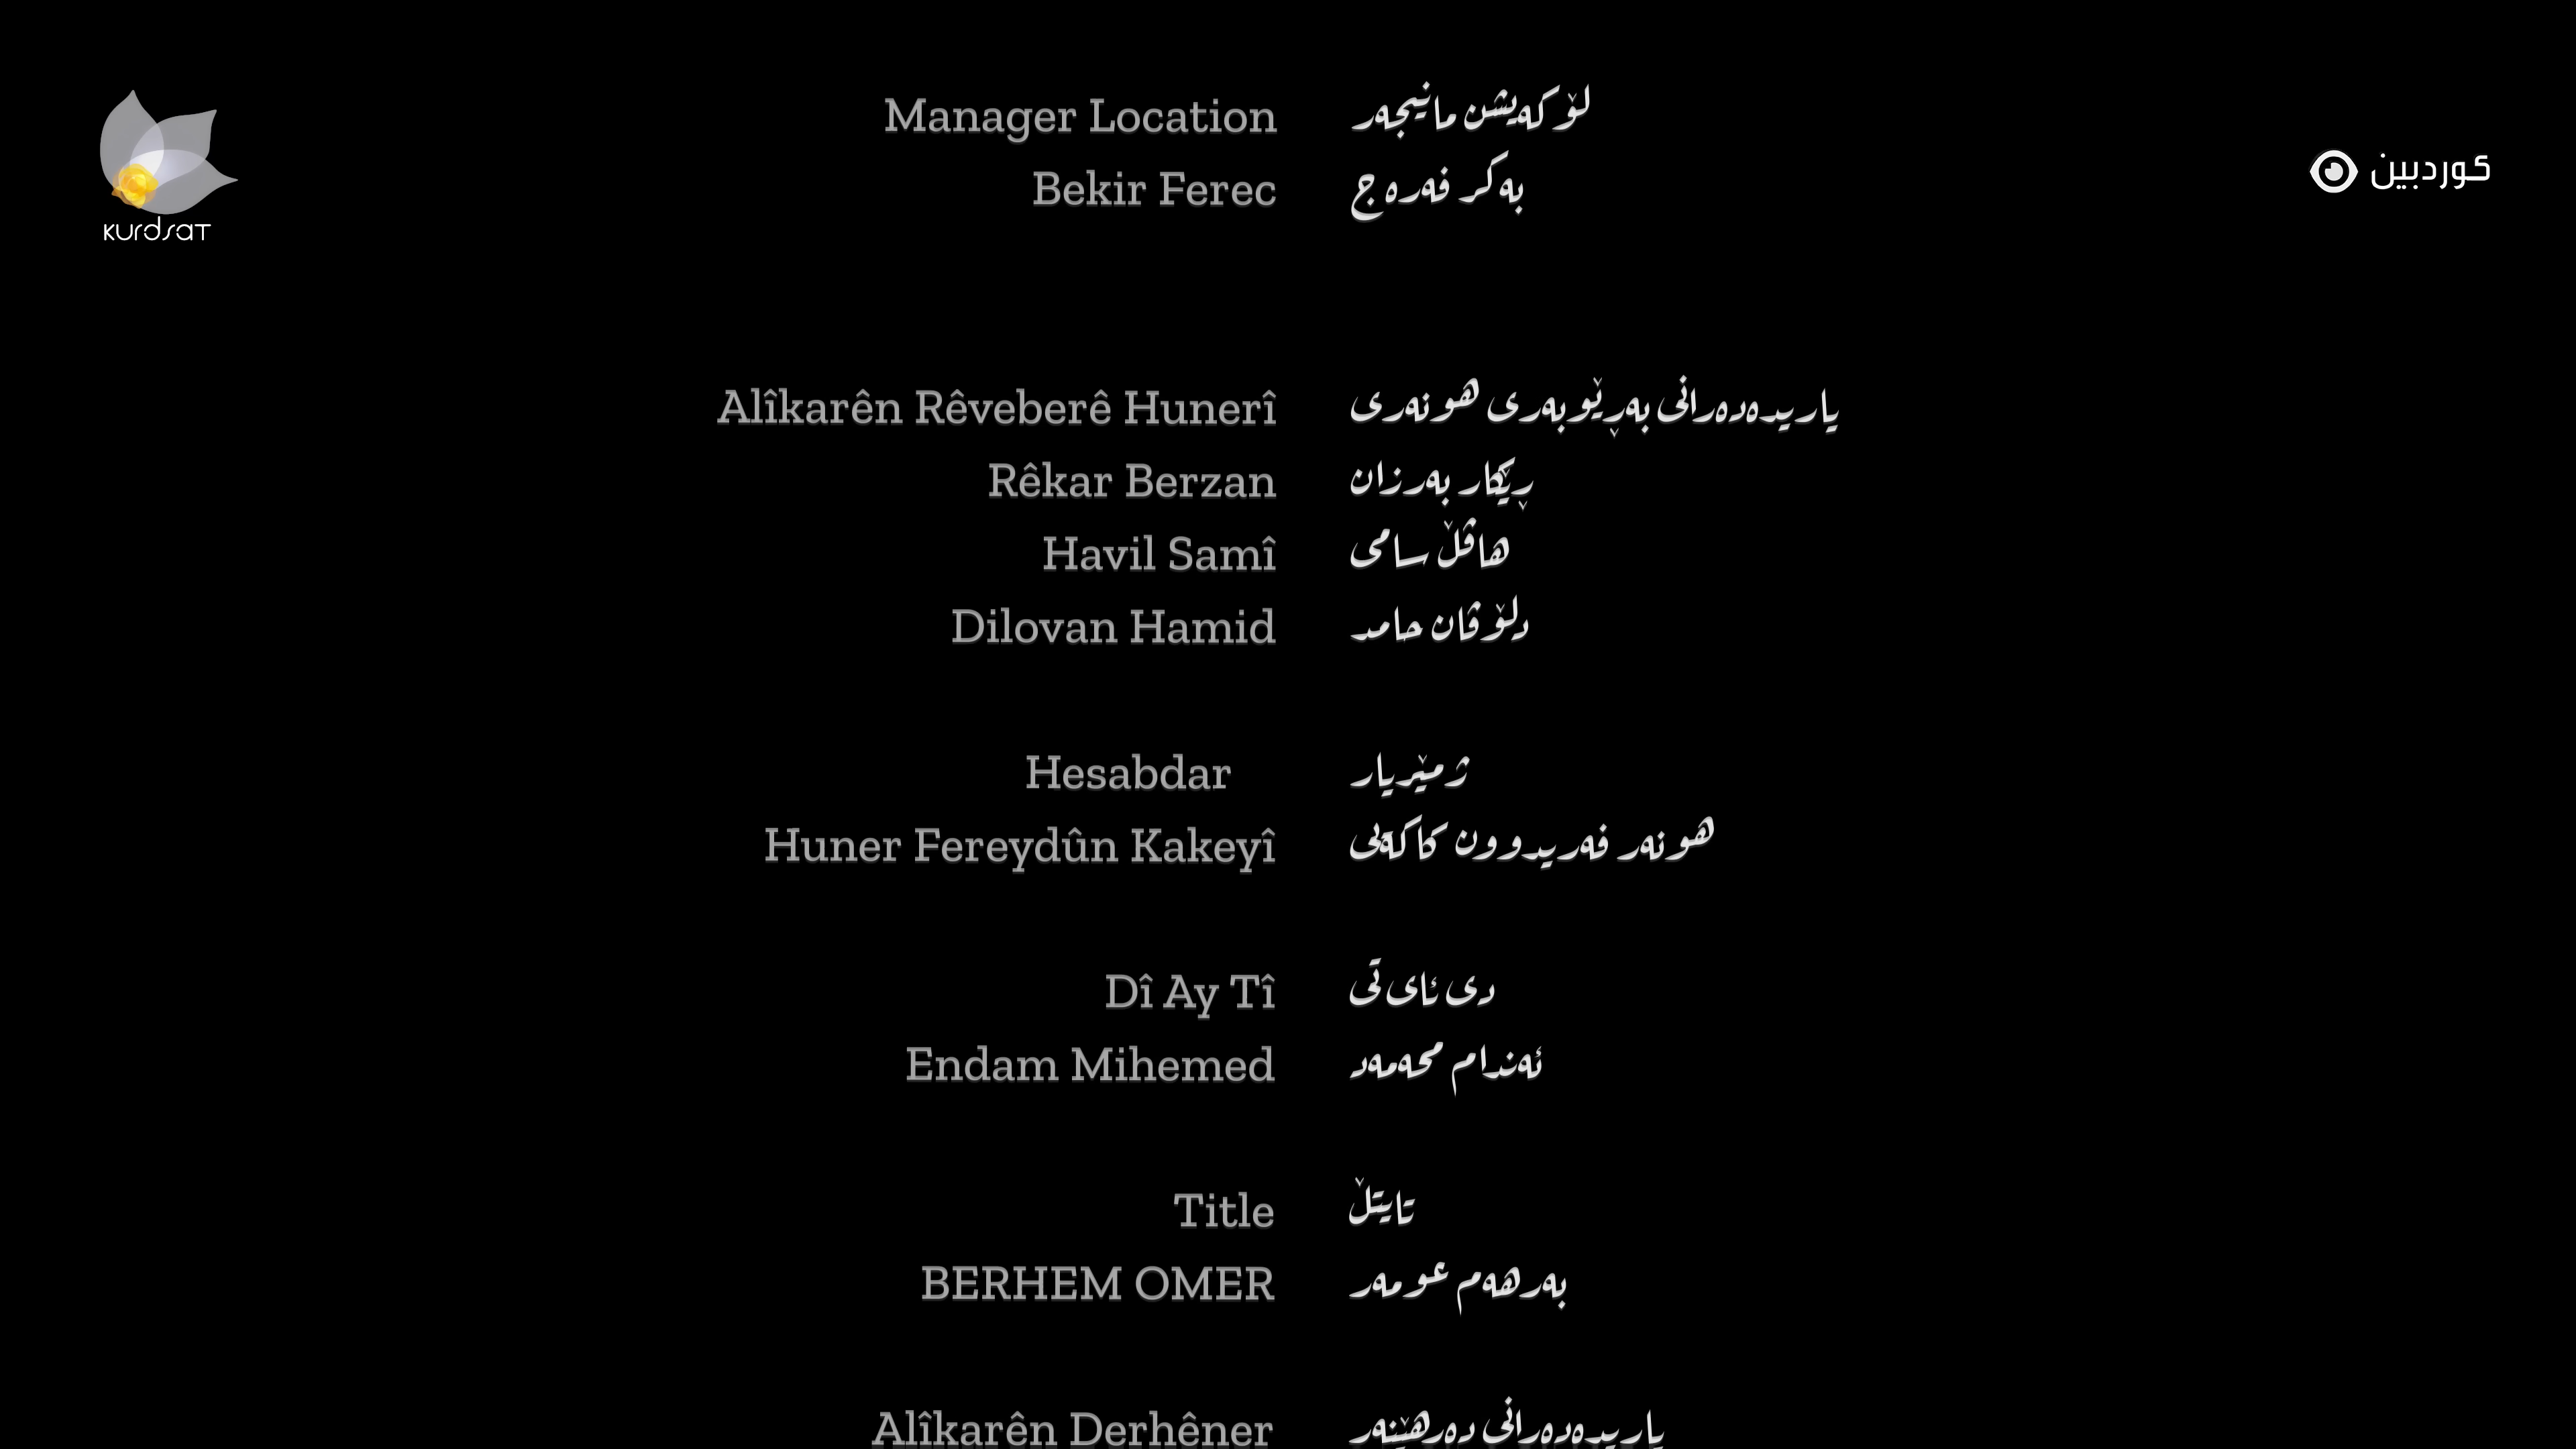 Manager Location	لۆکەیشن مانیجەر
Bekir Ferec	بەکر فەرەج
kurdsat
کوردبین
Alîkarên Rêveberê Hunerî	یاریدەدەرانی بەڕێوبەری هونەری
Rêkar Berzan	ڕێکار بەرزان
Havil Samî	هاڤڵ سامی
Dilovan Hamid	دلۆڤان حامد
Hesabdar	ژمێریار
Huner Fereydûn Kakeyî	هونەر فەریدوون کاکەیی
Dî Ay Tî	دی ئای تی
Endam Mihemed	ئەندام محەمەد
Title	تایتڵ
BERHEM OMER	بەرهەم عومەر
Alîkarên Derhêner	یاریدەدەرانی دەرهێنەر